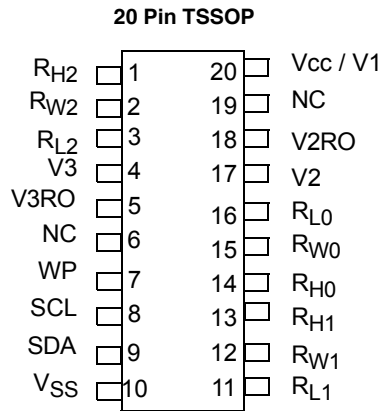 20 Pin TSSOP
RH2 1 20 Vcc / V1
RW2 2 19 NC
RL2 3 18 V2RO
V3 4 17 V2
V3RO 5 16 RL0
NC 6 15 RW0
WP 7 14 RH0
SCL 8 13 RH1
SDA 9 12 RW1
VSS 10 11 RL1